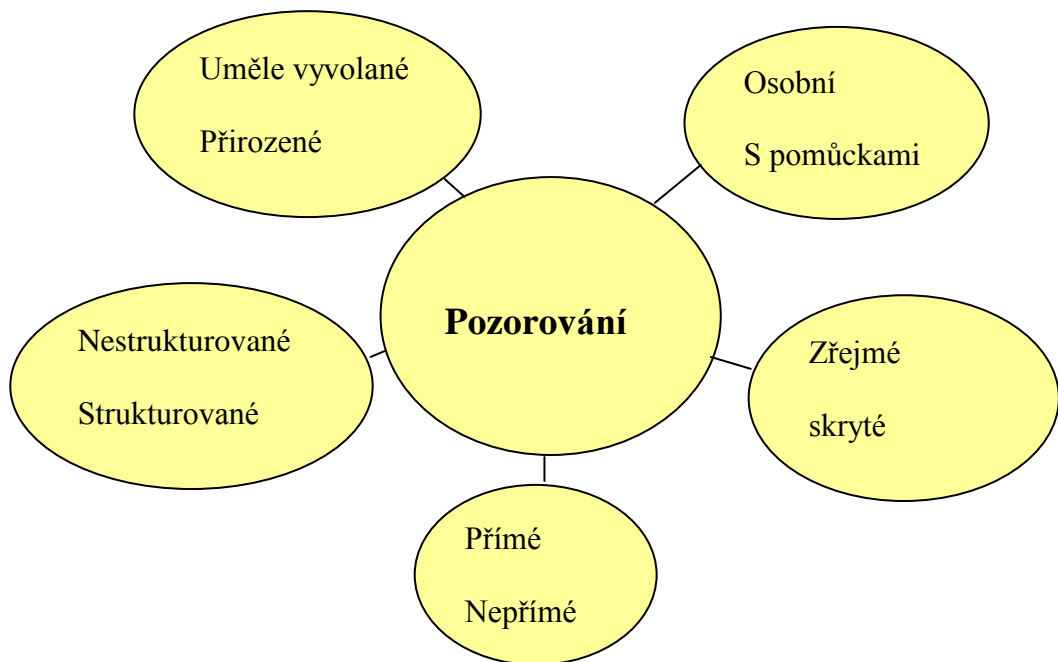 Uměle vyvolané
Přirozené
Osobní
S pomůckami
Pozorování
Nestrukturované
Strukturované
Zřejmé
skryté
Přímé
Nepřímé